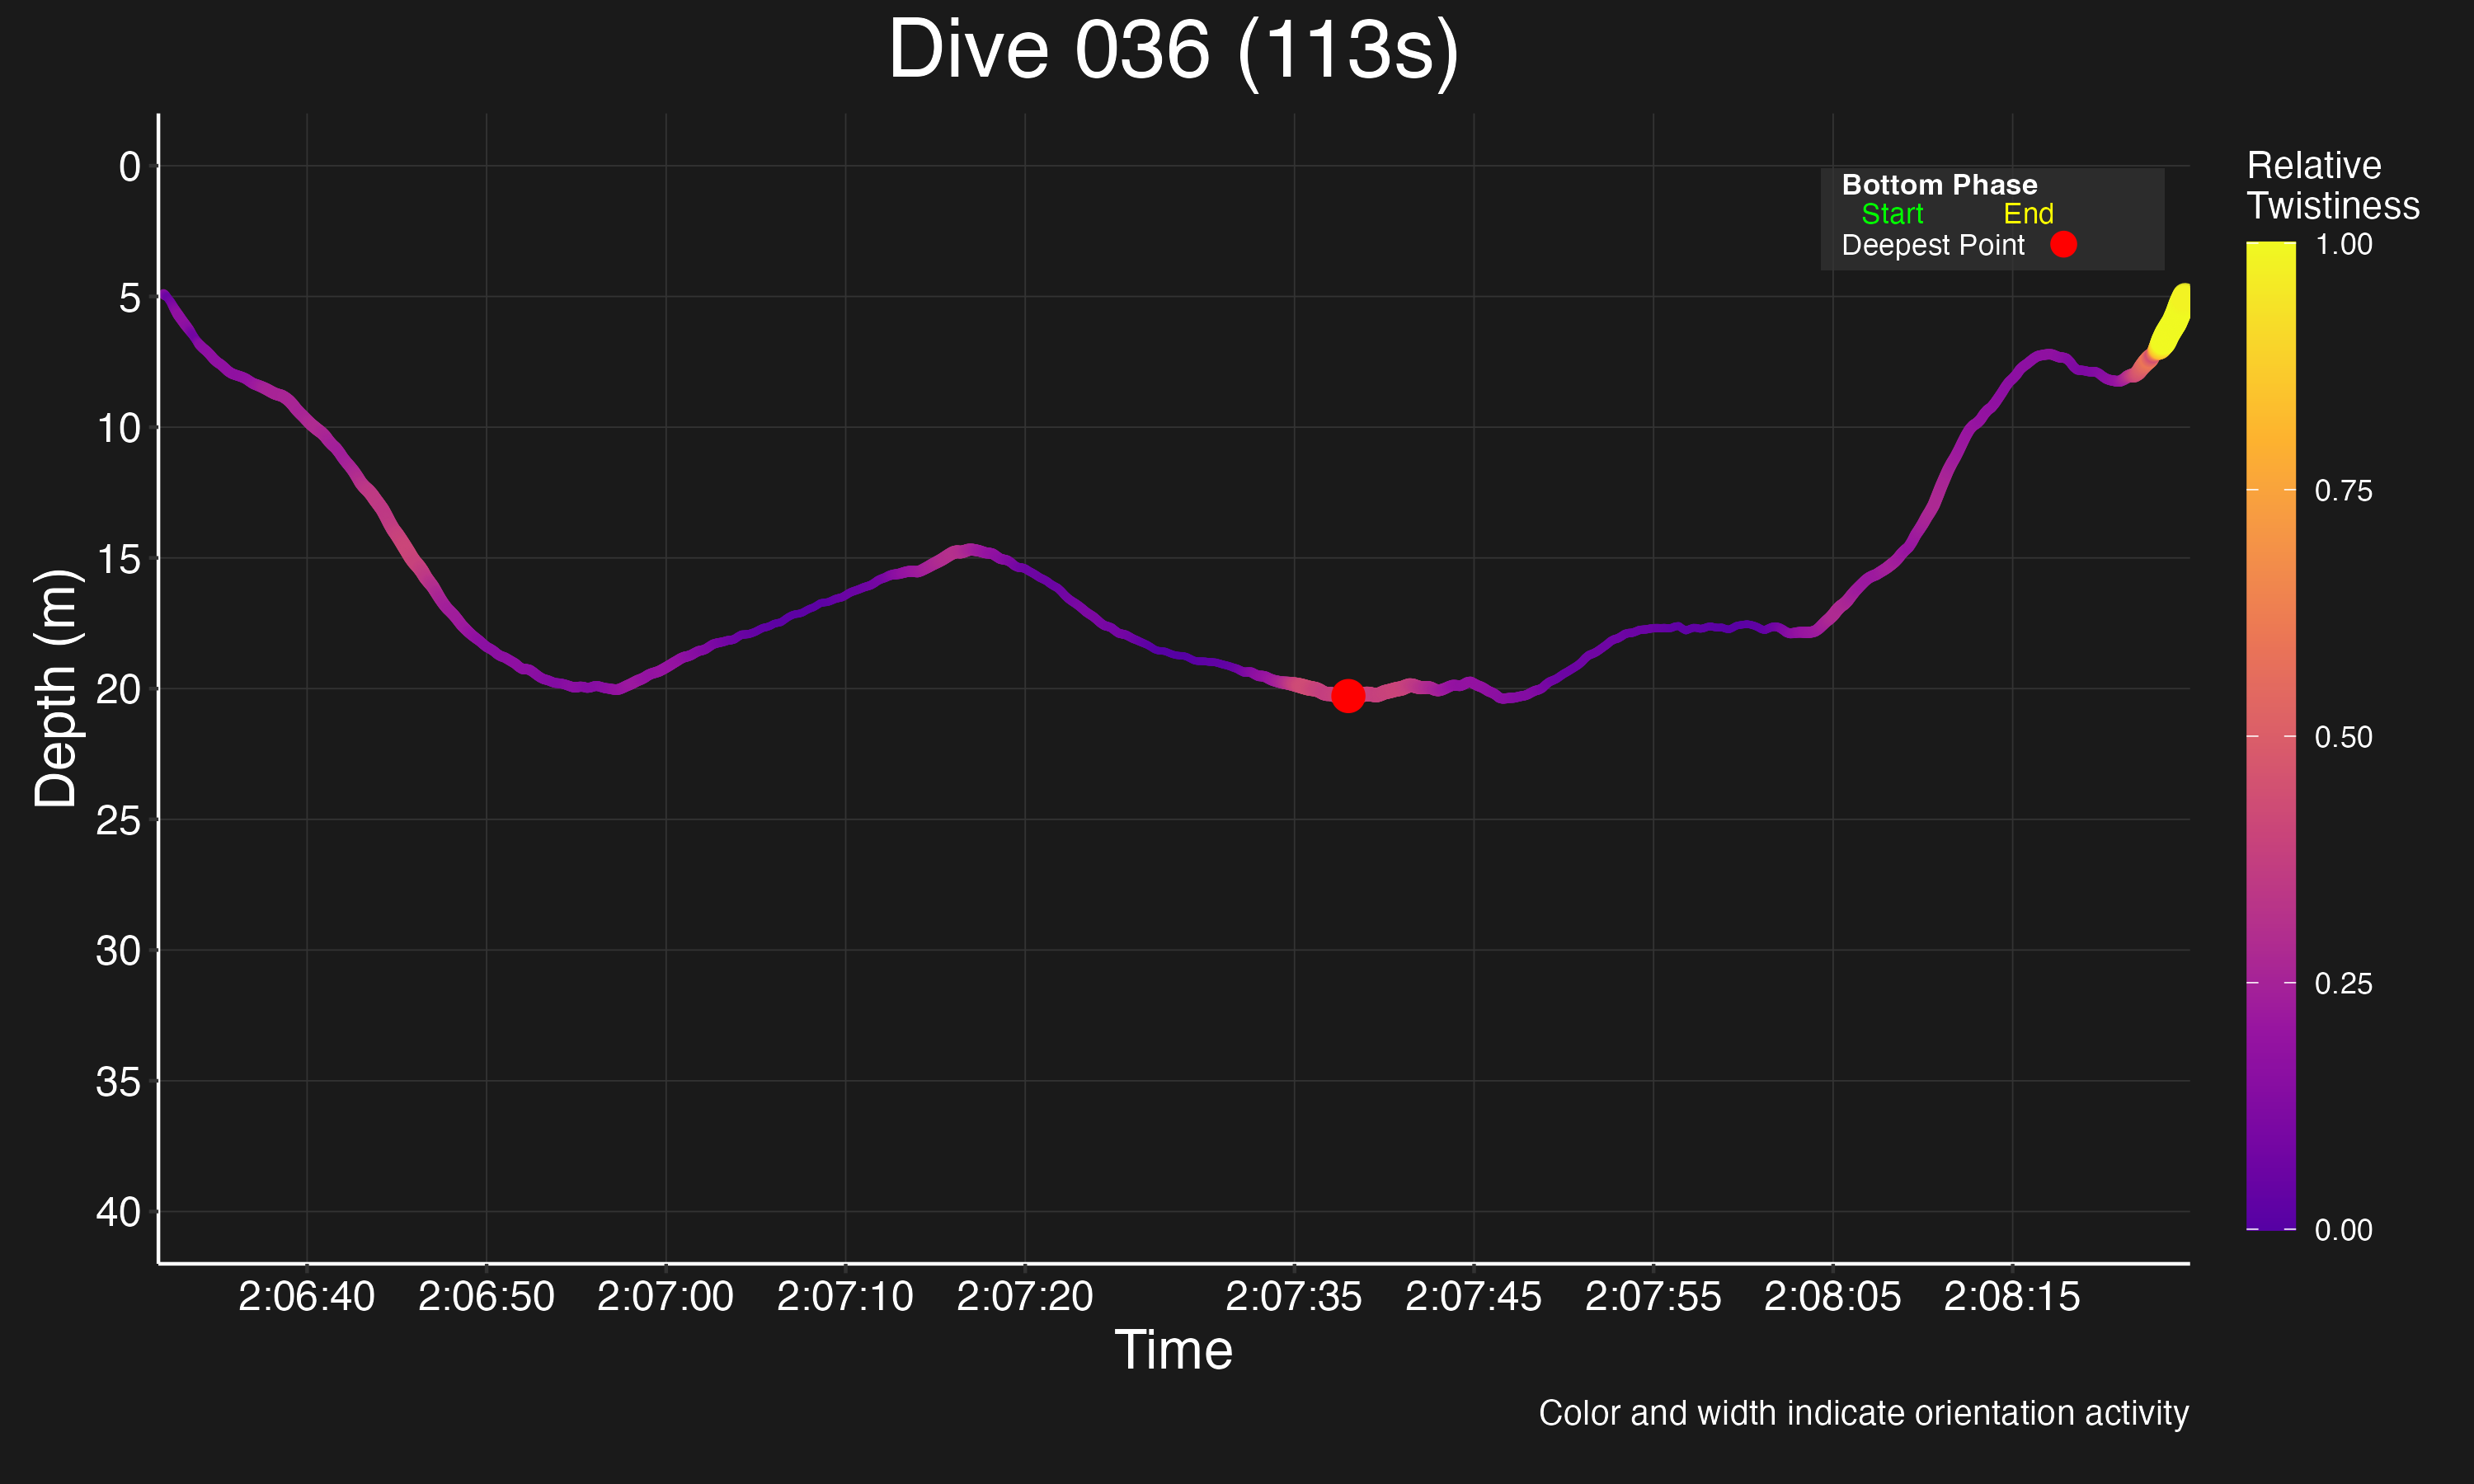 Dive 036 (113s)
Depth (m)
0
5
10
15
20
25
30
35
40
Bottom Phase
Start End
Deepest Point
Relative
Twistiness
1.00
0.75
0.50
0.25
0.00
2:06:40 2:06:50 2:07:00 2:07:10 2:07:20 2:07:35 2:07:45 2:07:55 2:08:05 2:08:15
Time
Color and width indicate orientation activity